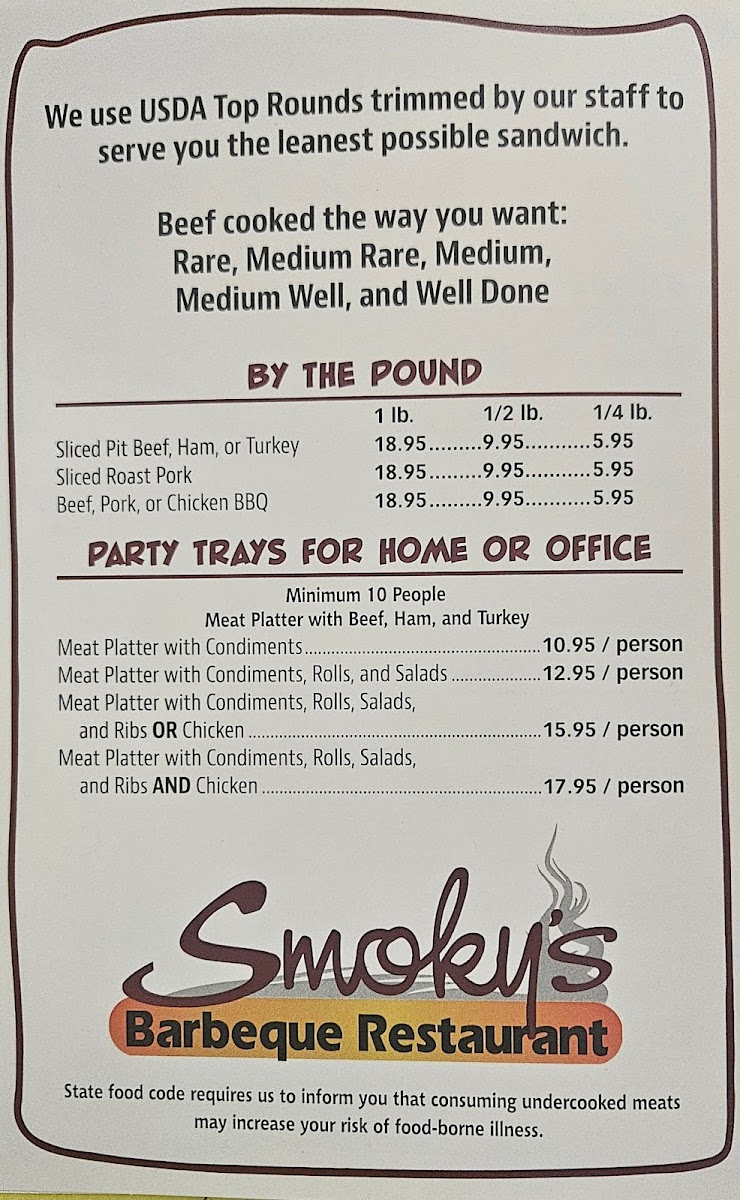 We use USDA Top Rounds trimmed by our staff to
serve you the leanest possible sandwich.
Beef cooked the way you want:
Rare, Medium Rare, Medium,
Medium Well, and Well Done
BY THE POUND
1 lb. 1/2 lb. 1/4 lb.
Sliced Pit Beef, Ham, or Turkey 18.95.........9.95...........5.95
Sliced Roast Pork 18.95.........9.95...........5.95
Beef, Pork, or Chicken BBQ 18.95.........9.95...........5.95
PARTY TRAYS FOR HOME OR OFFICE
Minimum 10 People
Meat Platter with Beef, Ham, and Turkey
Meat Platter with Condiments.......................................................10.95 / person
Meat Platter with Condiments, Rolls, and Salads .....................12.95 / person
Meat Platter with Condiments, Rolls, Salads,
and Ribs OR Chicken ....................................................................15.95 / person
Meat Platter with Condiments, Rolls, Salads,
and Ribs AND Chicken .................................................................17.95 / person
Smoky's
Barbeque Restaurant
State food code requires us to inform you that consuming undercooked meats
may increase your risk of food-borne illness.